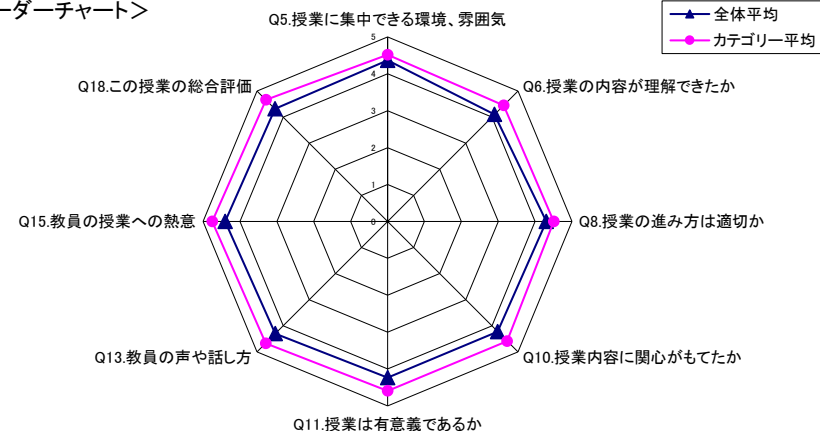 ーダーチャート＞
全体平均
カテゴリー平均
Q5.授業に集中できる環境、雰囲気
Q6.授業の内容が理解できたか
Q8.授業の進み方は適切か
Q10.授業内容に関心がもてたか
Q11.授業は有意義であるか
Q13.教員の声や話し方
Q15.教員の授業への熱意
Q18.この授業の総合評価
5
4
3
2
1
0